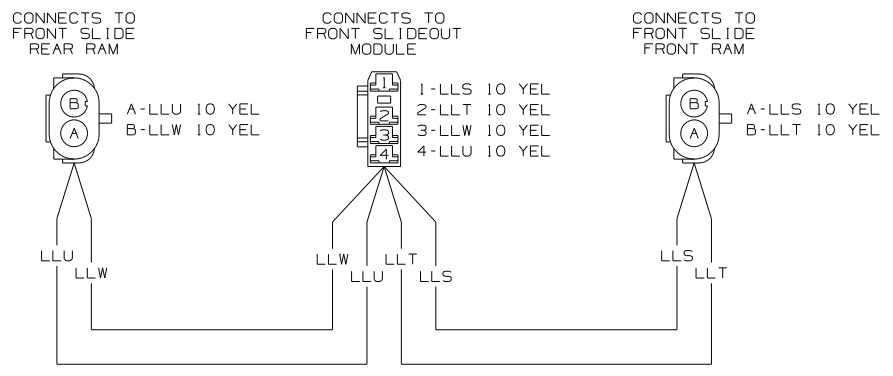 CONNECTS TO
FRONT SLIDE
REAR RAM
B
A
A-LLU 10 YEL
B-LLW 10 YEL
CONNECTS TO
FRONT SLIDEOUT
MODULE
1
2
3
4
1-LLS 10 YEL
2-LLT 10 YEL
3-LLW 10 YEL
4-LLU 10 YEL
CONNECTS TO
FRONT SLIDE
FRONT RAM
B
A
A-LLS 10 YEL
B-LLT 10 YEL
LLU
LLW
LLW
LLU
LLT
LLS
LLS
LLT